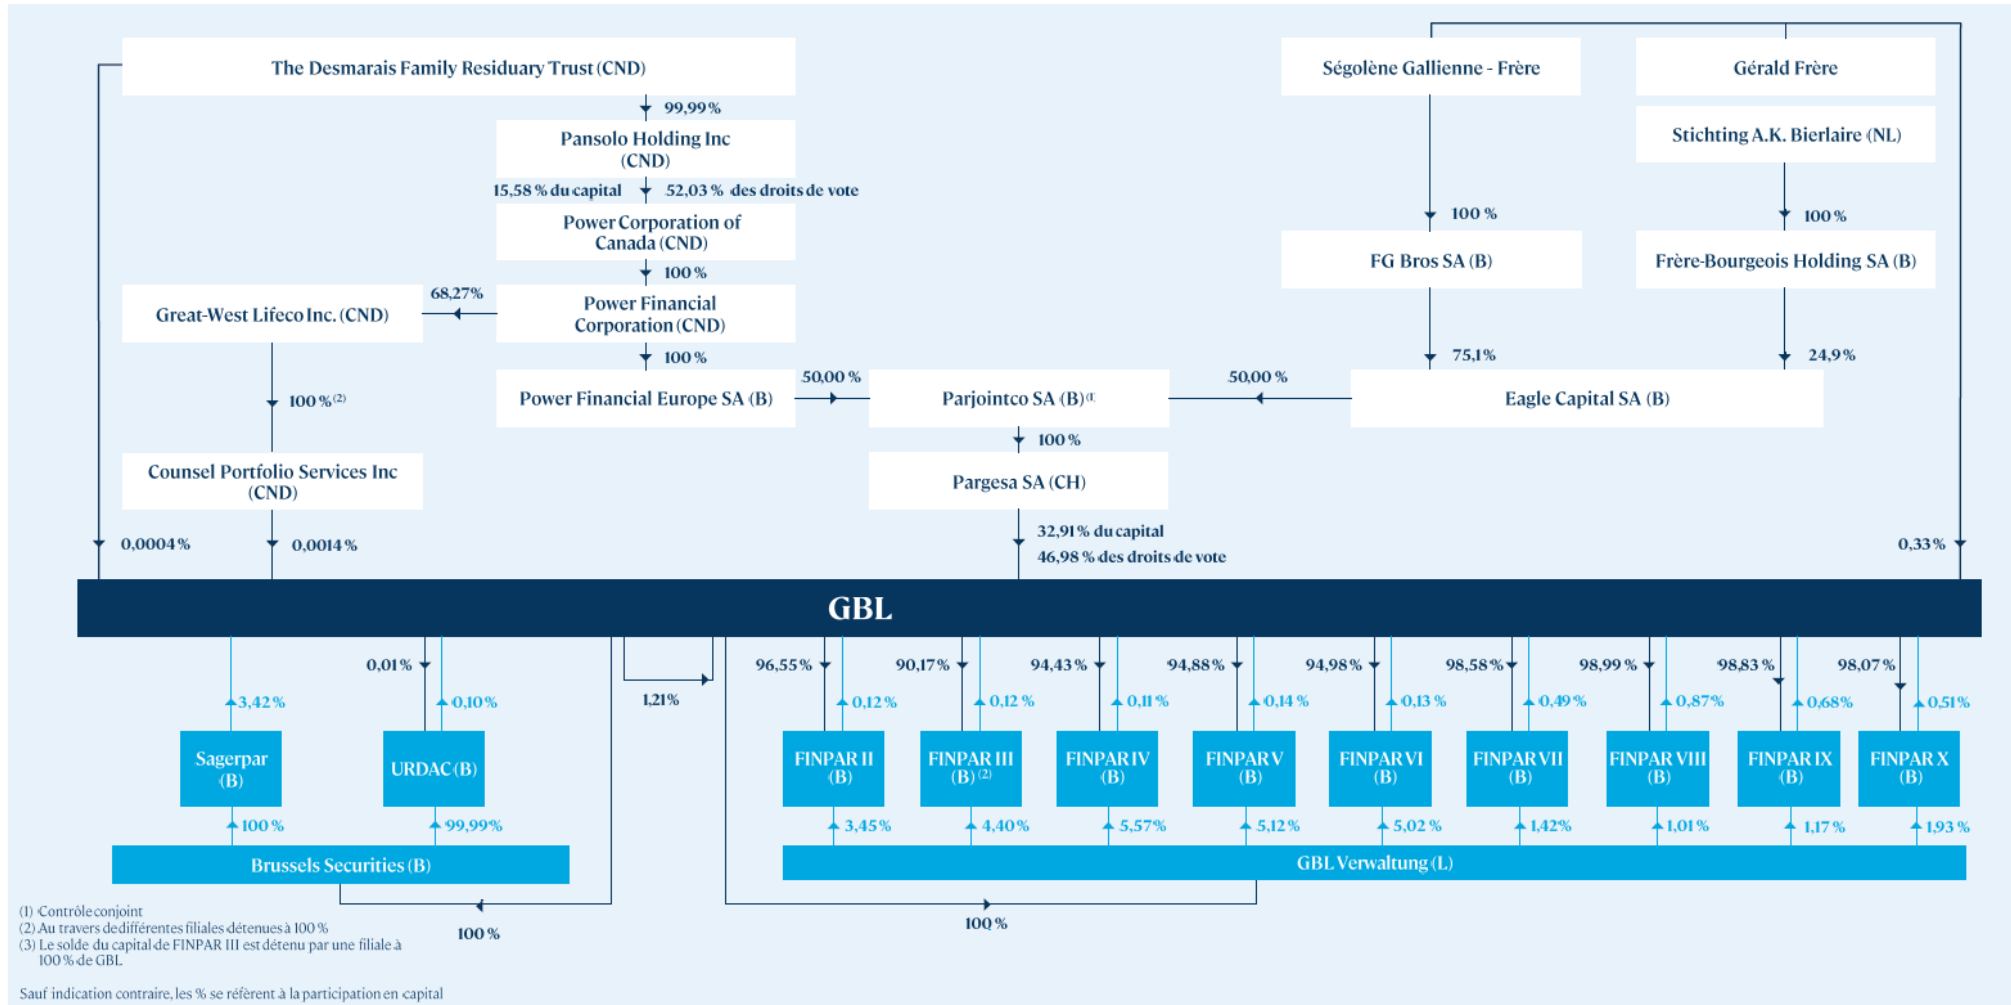 The Desmarais Family Residuary Trust (CND)
Ségolène Gallienne - Frère
Gérald Frère
99,99%
Pansolo Holding Inc
(CND)
Stichting A.K. Bierlaire (NL)
15,58 % du capital
52,03 % des droits de vote
Power Corporation of
Canada (CND)
100 %
100 %
100 %
FG Bros SA (B)
Frère-Bourgeois Holding SA (B)
68,27%
Great-West Lifeco Inc. (CND)
Power Financial
Corporation (CND)
100 %
75,1%
24,9%
100 % (2)
Power Financial Europe SA (B)
50,00 %
Parjointco SA (B) (1)
50,00 %
Eagle Capital SA (B)
100 %
Counsel Portfolio Services Inc
(CND)
Pargesa SA (CH)
32,91 % du capital
46,98 % des droits de vote
0,0004 %
0,0014 %
0,33 %
GBL
0,01 %
96,55 %
90,17 %
94,43 %
94,88 %
94,98 %
98,58 %
98,99 %
98,83 %
98,07 %
3,42 %
0,10 %
1,21 %
0,12 %
0,12 %
0,11 %
0,14 %
0,13 %
0,49 %
0,87 %
0,68 %
0,51 %
Sagerpar
(B)
URDAC (B)
FINPAR II
(B)
FINPAR III
(B) (2)
FINPAR IV
(B)
FINPAR V
(B)
FINPAR VI
(B)
FINPAR VII
(B)
FINPAR VIII
(B)
FINPAR IX
(B)
FINPAR X
(B)
100 %
99,99 %
3,45 %
4,40 %
5,57 %
5,12 %
5,02 %
1,42 %
1,01 %
1,17 %
1,93 %
Brussels Securities (B)
GBL Verwaltung (L)
100 %
100 %
(1) Contrôle conjoint
(2) Au travers de différentes filiales détenues à 100 %
(3) Le solde du capital de FINPAR III est détenu par une filiale à
100 % de GBL
Sauf indication contraire, les % se réfèrent à la participation en capital